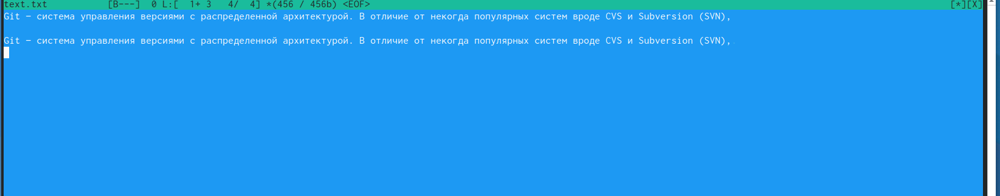 text.txt [B---] 0 L:[ 1+ 3 4/ 4] *(456 / 456b) <EOF> [*][X]
Git – система управления версиями с распределенной архитектурой. В отличие от некогда популярных систем вроде CVS и Subversion (SVN),
Git – система управления версиями с распределенной архитектурой. В отличие от некогда популярных систем вроде CVS и Subversion (SVN),